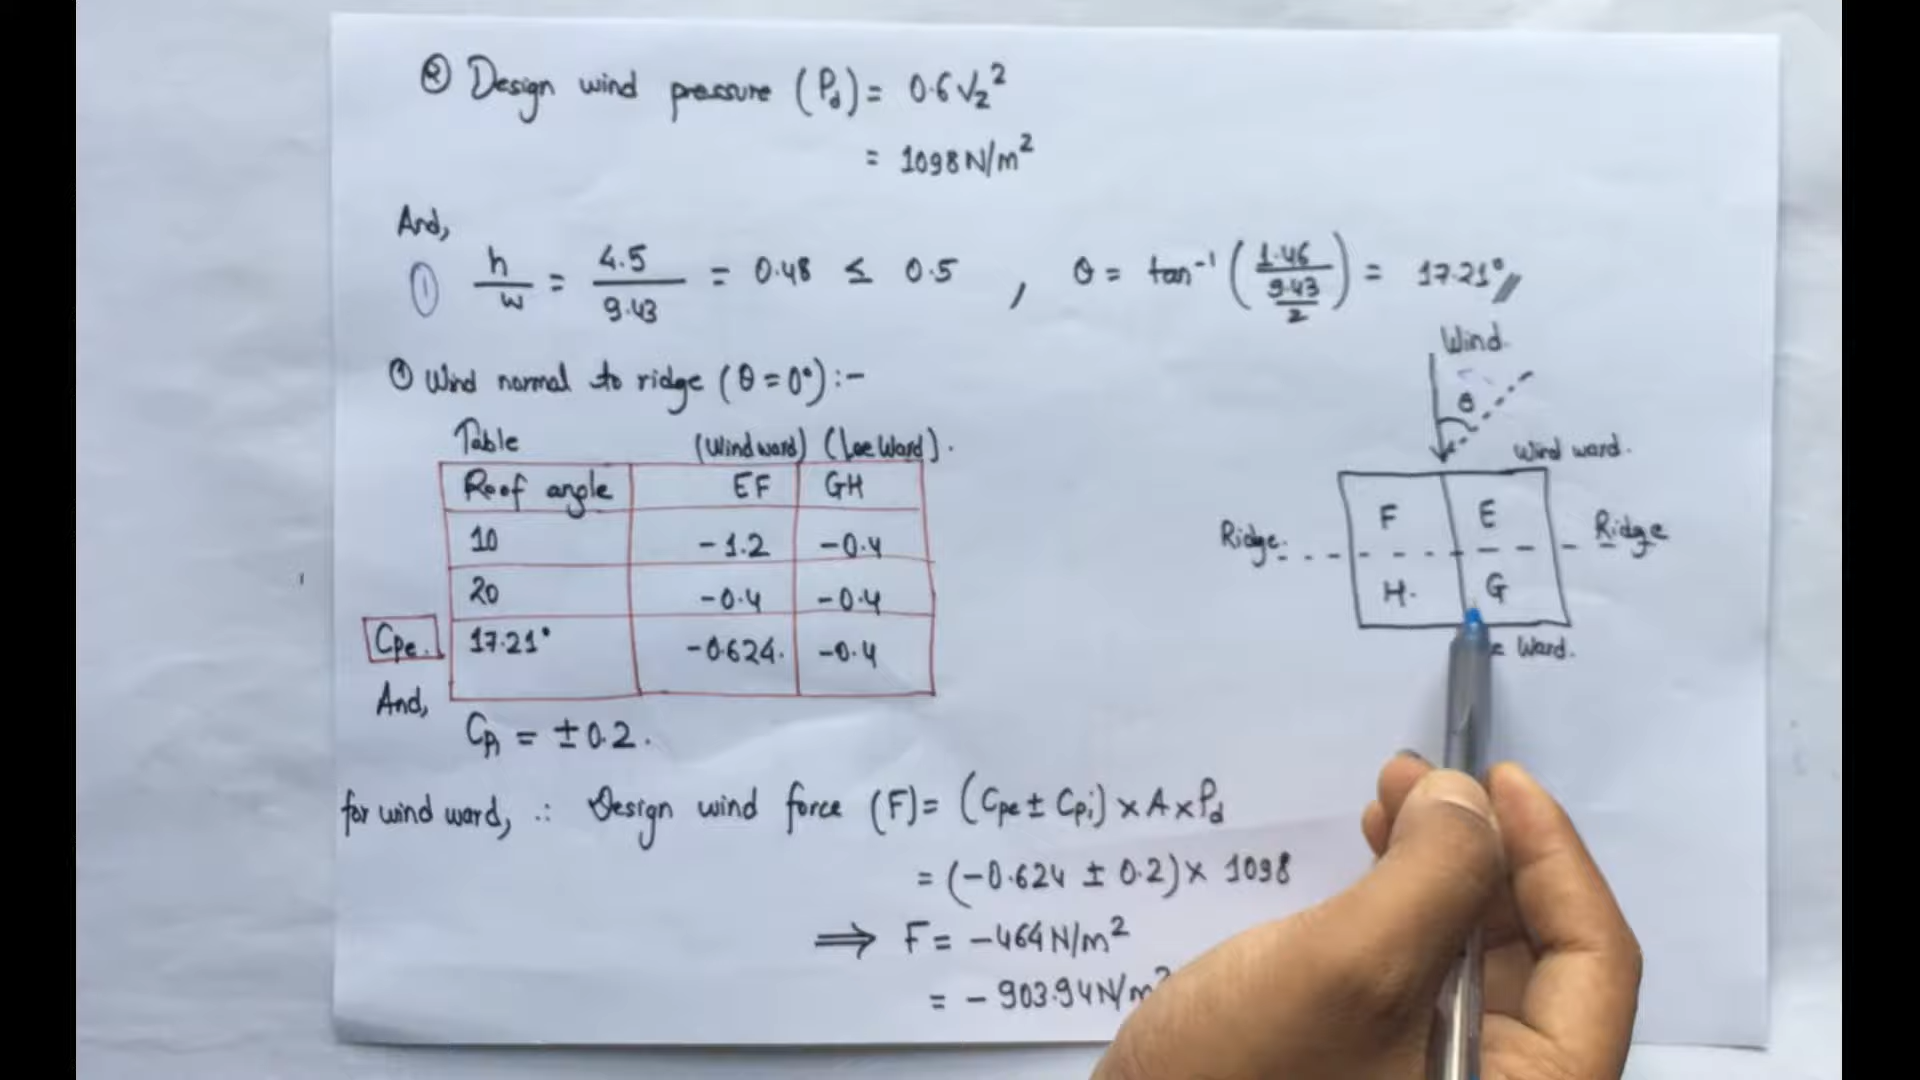 ② Design wind pressure (Pd) = 0.6 Vz²
= 1098 N/m²
And,
① h/w = 4.5/9.43 = 0.48 ≤ 0.5 , θ = tan⁻¹ (1.46/(9.43/2)) = 17.21°
Wind.
① Wind normal to ridge (θ = 0°) :-
θ
Table (Wind ward) (Lee Ward).
Wind ward.
Roof angle EF GH
10 -1.2 -0.4
F E
Ridge. Ridge
20 -0.4 -0.4
H. G
Cpe. 17.21° -0.624. -0.4
Ward.
And,
Cpi = ±0.2.
for wind ward, ∴ Design wind force (F) = (Cpe ± Cpi) × A × Pd
= (-0.624 ± 0.2) × 1098
⟹ F = -464 N/m²
= -903.94 N/m²